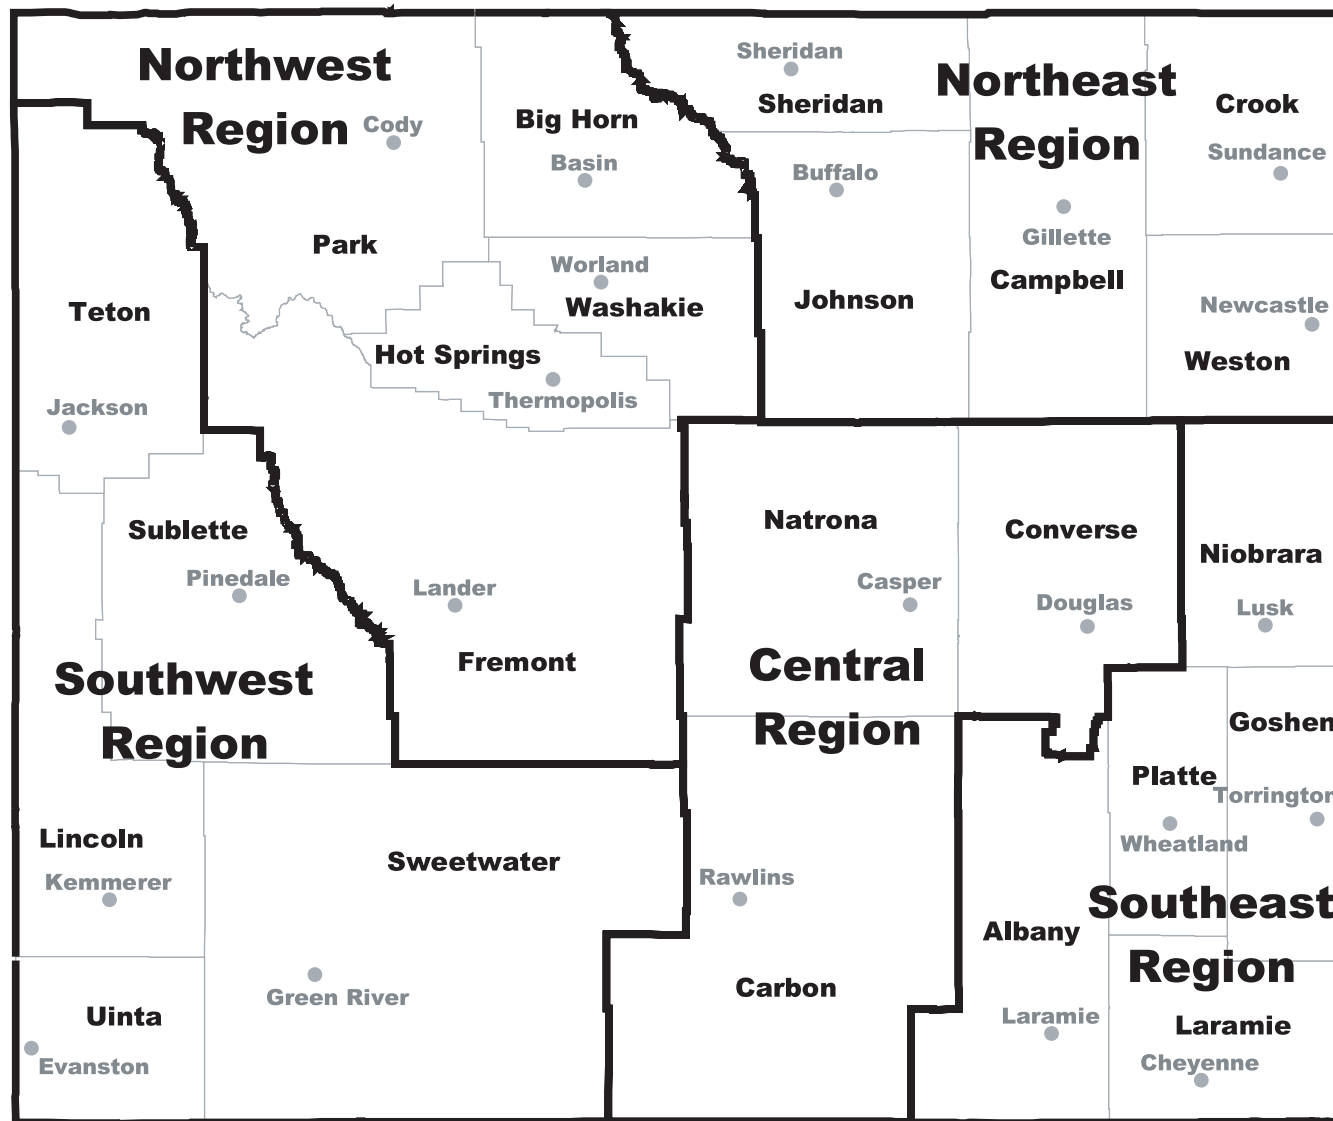 Northwest
Region
Cody
Big Horn
Basin
Sheridan
Sheridan
Northeast
Region
Crook
Sundance
Buffalo
Gillette
Campbell
Park
Worland
Washakie
Johnson
Newcastle
Weston
Teton
Hot Springs
Thermopolis
Jackson
Sublette
Pinedale
Lander
Fremont
Natrona
Casper
Converse
Douglas
Niobrara
Lusk
Southwest
Region
Central
Region
Goshen
Platte
Torrington
Wheatland
Lincoln
Kemmerer
Sweetwater
Rawlins
Southeast
Region
Albany
Green River
Carbon
Uinta
Evanston
Laramie
Laramie
Cheyenne